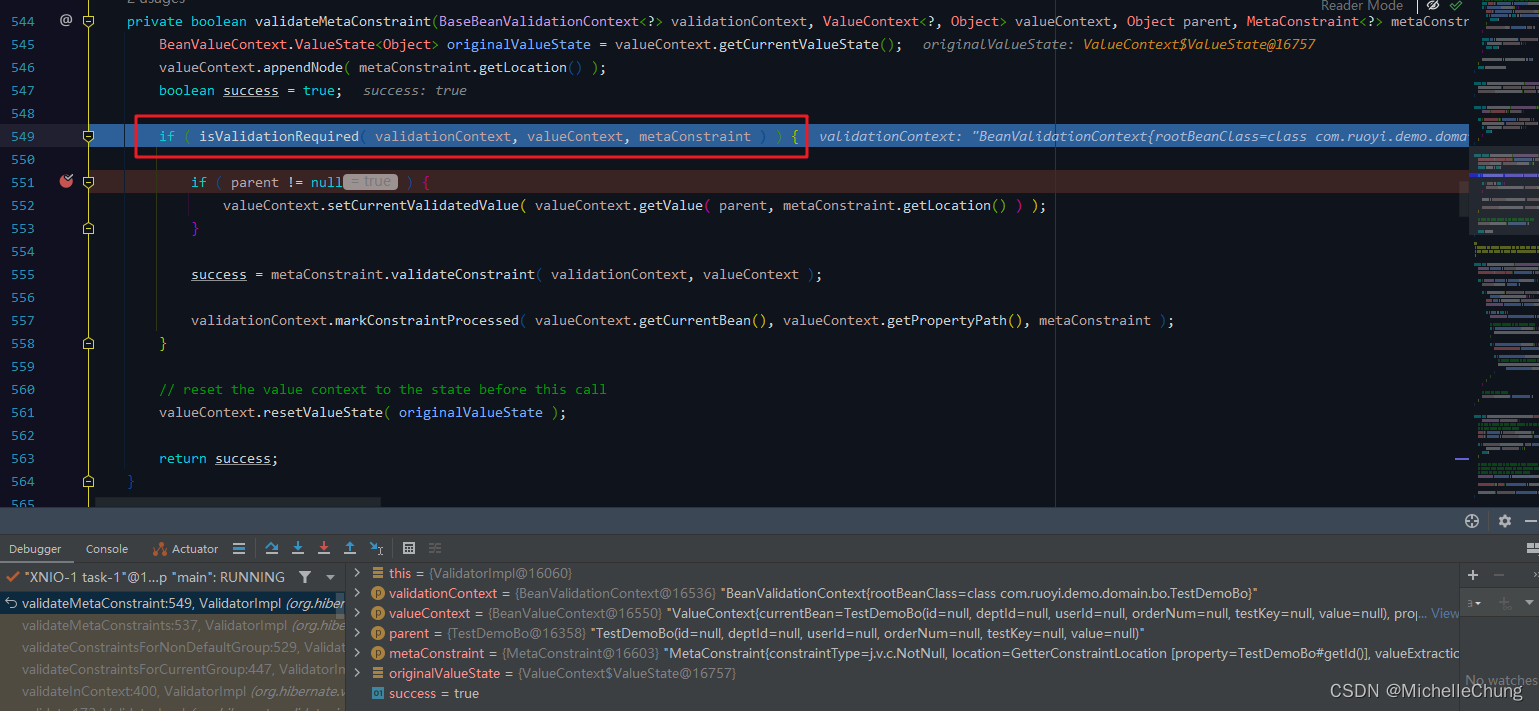 2 usages
Reader Mode
544 @ private boolean validateMetaConstraint(BaseBeanValidationContext<?> validationContext, ValueContext<?, Object> valueContext, Object parent, MetaConstraint<?> metaConstr
545 BeanValueContext.ValueState<Object> originalValueState = valueContext.getCurrentValueState(); originalValueState: ValueContext$ValueState@16757
546 valueContext.appendNode( metaConstraint.getLocation() );
547 boolean success = true; success: true
548
549 if ( isValidationRequired( validationContext, valueContext, metaConstraint ) ) { validationContext: "BeanValidationContext{rootBeanClass=class com.ruoyi.demo.doma
550
551 if ( parent != null = true ) {
552 valueContext.setCurrentValidatedValue( valueContext.getValue( parent, metaConstraint.getLocation() ) );
553 }
554
555 success = metaConstraint.validateConstraint( validationContext, valueContext );
556
557 validationContext.markConstraintProcessed( valueContext.getCurrentBean(), valueContext.getPropertyPath(), metaConstraint );
558 }
559
560 // reset the value context to the state before this call
561 valueContext.resetValueState( originalValueState );
562
563 return success;
564 }
565
Debugger Console Actuator
"XNIO-1 task-1"@1...p "main": RUNNING
validateMetaConstraint:549, ValidatorImpl (org.hiber
validateMetaConstraints:537, ValidatorImpl (org.hibe
validateConstraintsForNonDefaultGroup:529, Validat
validateConstraintsForCurrentGroup:447, ValidatorIn
validateInContext:400, ValidatorImpl (org.hibernate.v
this = {ValidatorImpl@16060}
validationContext = {BeanValidationContext@16536} "BeanValidationContext{rootBeanClass=class com.ruoyi.demo.domain.bo.TestDemoBo}"
valueContext = {BeanValueContext@16550} "ValueContext{currentBean=TestDemoBo(id=null, deptId=null, userId=null, orderNum=null, testKey=null, value=null), proj... View
parent = {TestDemoBo@16358} "TestDemoBo(id=null, deptId=null, userId=null, orderNum=null, testKey=null, value=null)"
metaConstraint = {MetaConstraint@16603} "MetaConstraint{constraintType=j.v.c.NotNull, location=GetterConstraintLocation [property=TestDemoBo#getId()], valueExtractio
originalValueState = {ValueContext$ValueState@16757}
success = true
No watches
CSDN @MichelleChung